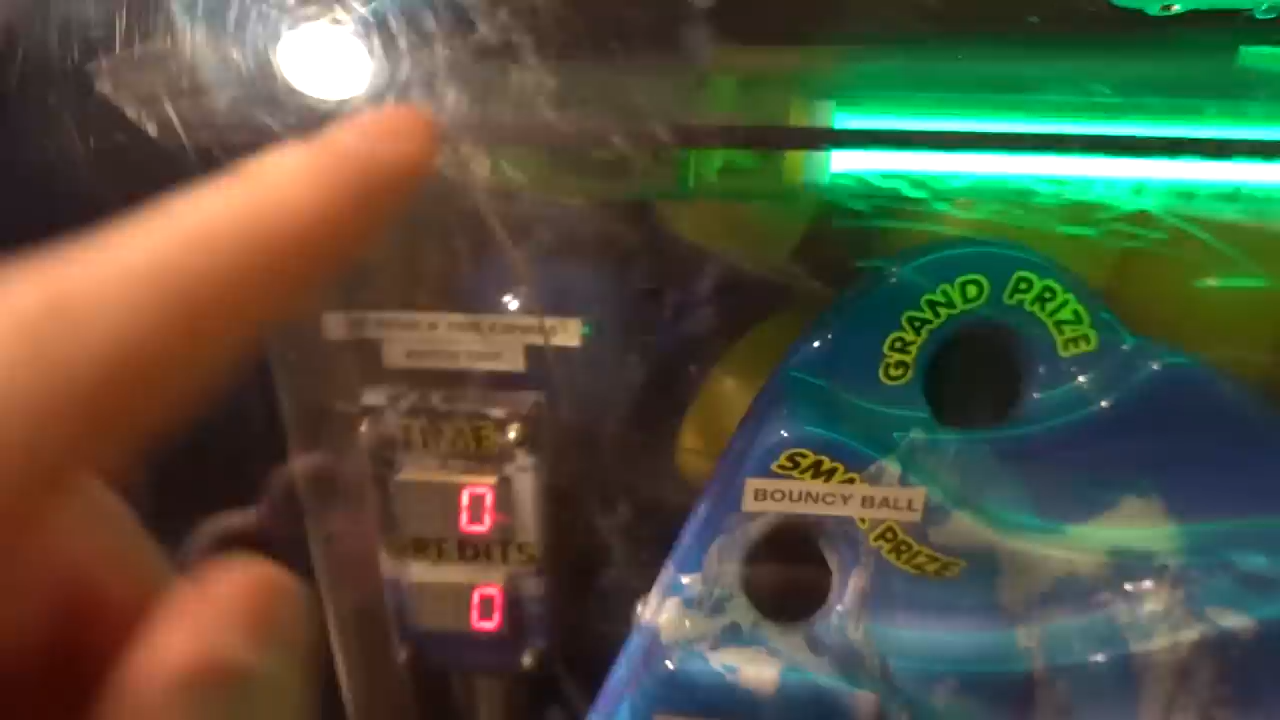 GRAND PRIZE
SMALL PRIZE
BOUNCY BALL
TIME
0
CREDITS
0